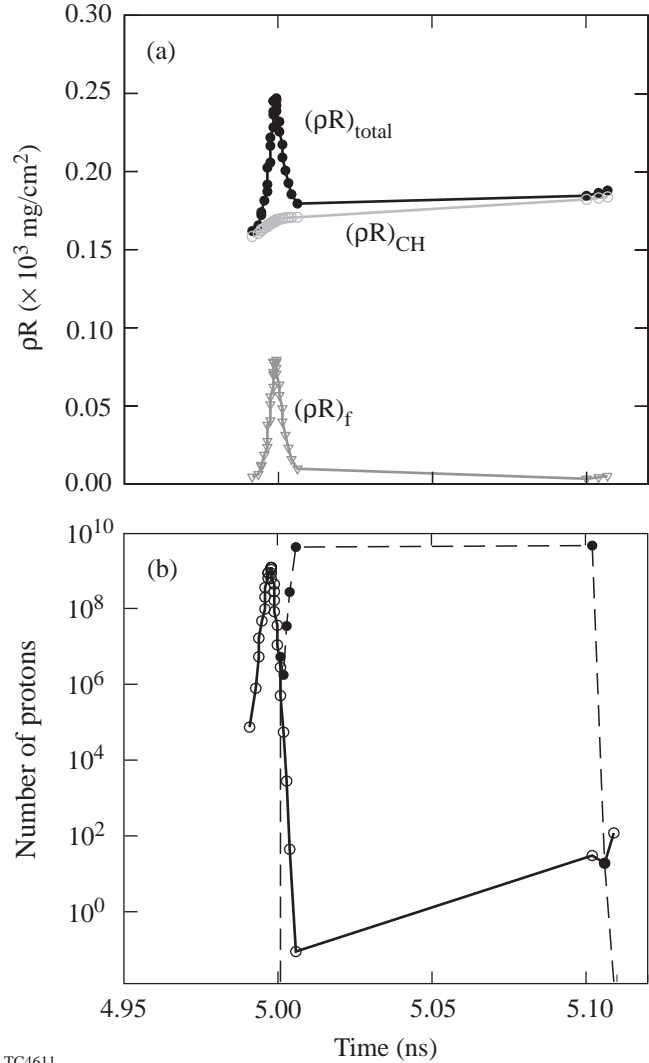 (a)
0.30
0.25
0.20
0.15
0.10
0.05
0.00
ρR (× 10³ mg/cm²)
(ρR)total
(ρR)CH
(ρR)f
(b)
10¹⁰
10⁸
10⁶
10⁴
10²
10⁰
Number of protons
4.95 5.00 5.05 5.10
Time (ns)
TC4611